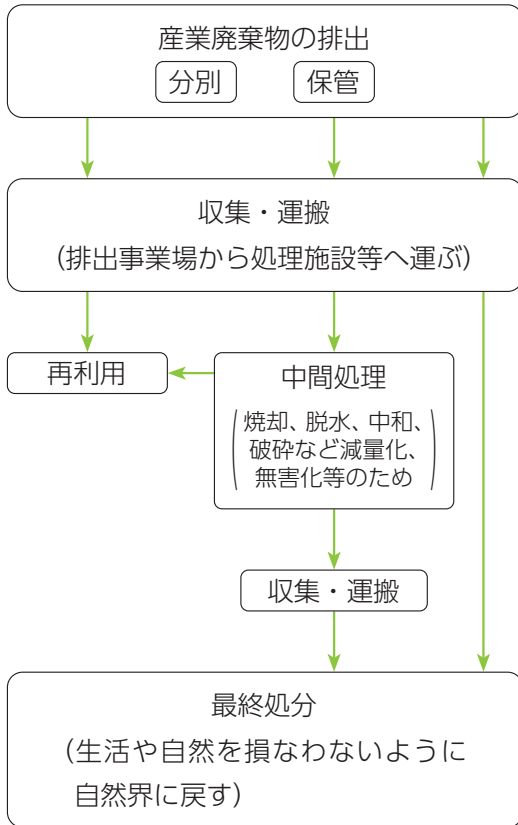 産業廃棄物の排出
分別 保管
収集・運搬
(排出事業場から処理施設等へ運ぶ)
再利用
中間処理
(焼却、脱水、中和、
破砕など減量化、
無害化等のため)
収集・運搬
最終処分
(生活や自然を損なわないように
自然界に戻す)